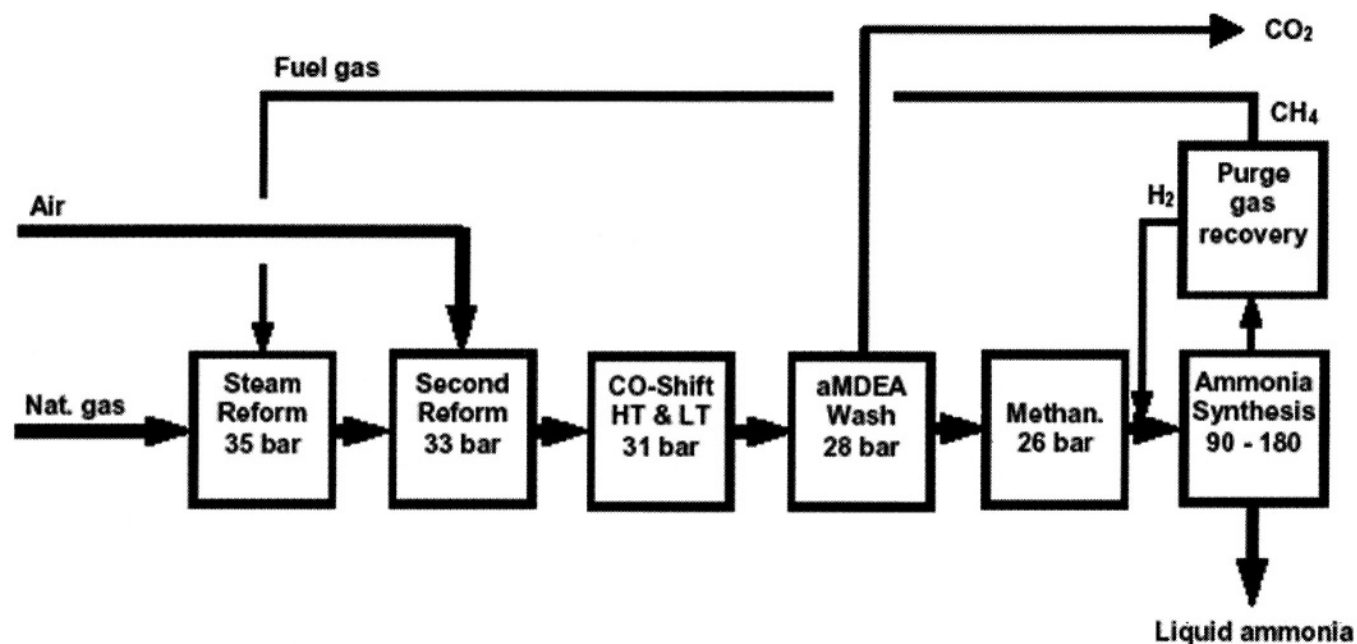 CO₂
Fuel gas
CH₄
Air
H₂
Purge
gas
recovery
Nat. gas
Steam
Reform
35 bar
Second
Reform
33 bar
CO-Shift
HT & LT
31 bar
aMDEA
Wash
28 bar
Methan.
26 bar
Ammonia
Synthesis
90 - 180
Liquid ammonia